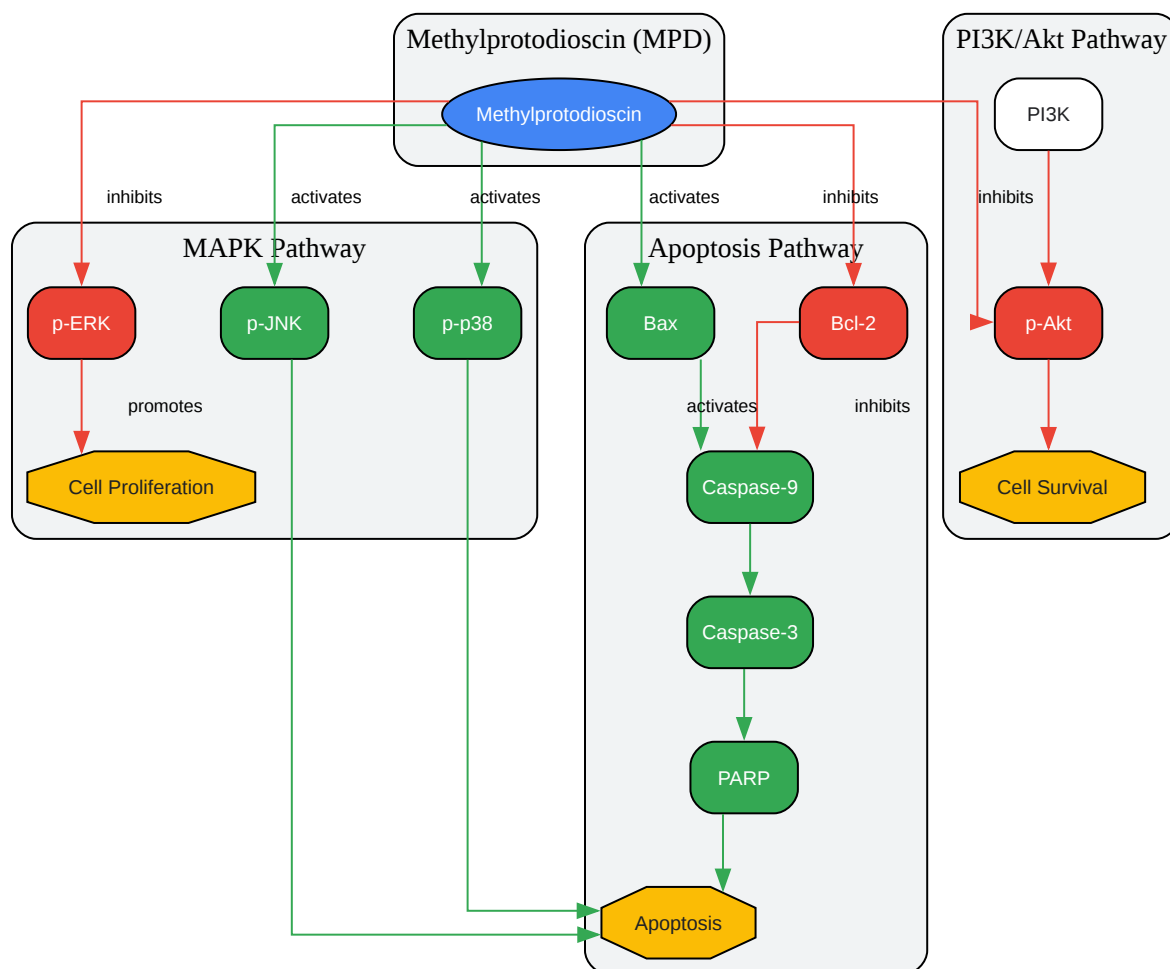 Methylprotodioscin (MPD)
PI3K/Akt Pathway
Methylprotodioscin
PI3K
inhibits
activates
activates
activates
inhibits
inhibits
MAPK Pathway
Apoptosis Pathway
p-ERK
p-JNK
p-p38
Bax
Bcl-2
p-Akt
promotes
activates
inhibits
Cell Proliferation
Caspase-9
Cell Survival
Caspase-3
PARP
Apoptosis